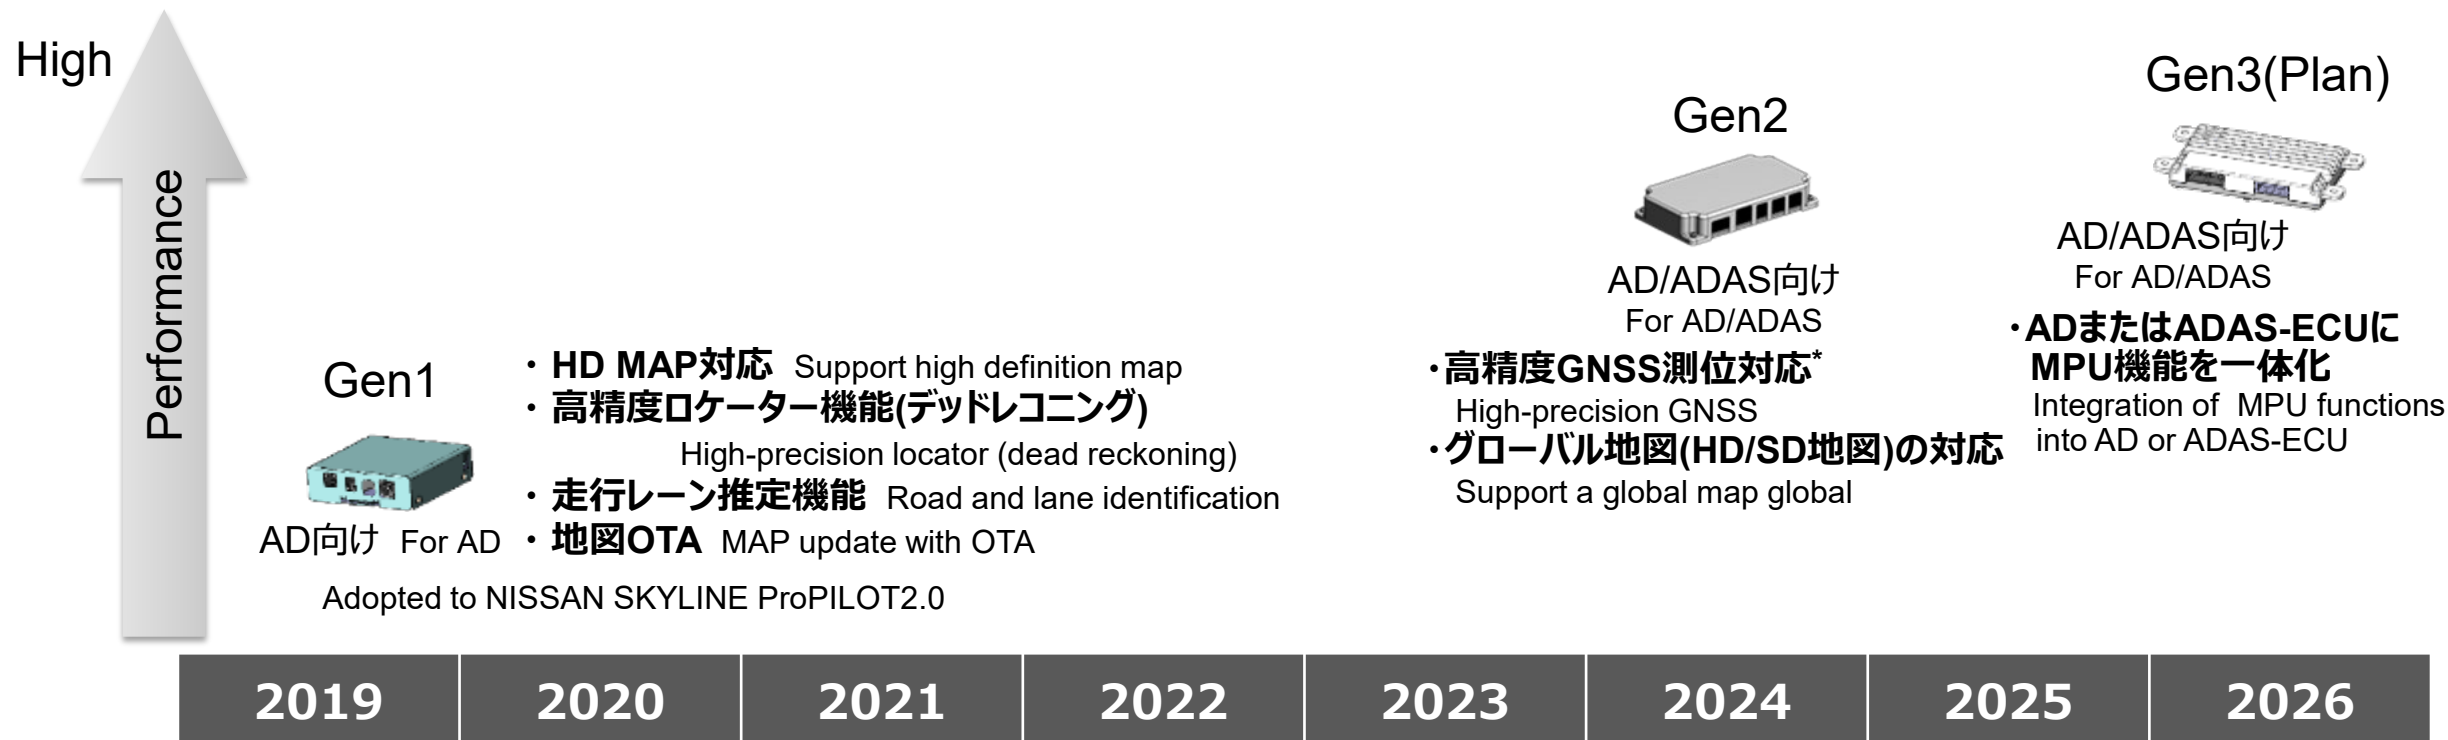 High
Performance
Gen1
AD向け For AD
・HD MAP対応 Support high definition map
・高精度ロケーター機能(デッドレコニング)
High-precision locator (dead reckoning)
・走行レーン推定機能 Road and lane identification
・地図OTA MAP update with OTA
Adopted to NISSAN SKYLINE ProPILOT2.0
Gen2
AD/ADAS向け
For AD/ADAS
・高精度GNSS測位対応*
High-precision GNSS
・グローバル地図(HD/SD地図)の対応
Support a global map global
Gen3(Plan)
AD/ADAS向け
For AD/ADAS
・ADまたはADAS-ECUに
MPU機能を一体化
Integration of MPU functions
into AD or ADAS-ECU
2019 2020 2021 2022 2023 2024 2025 2026